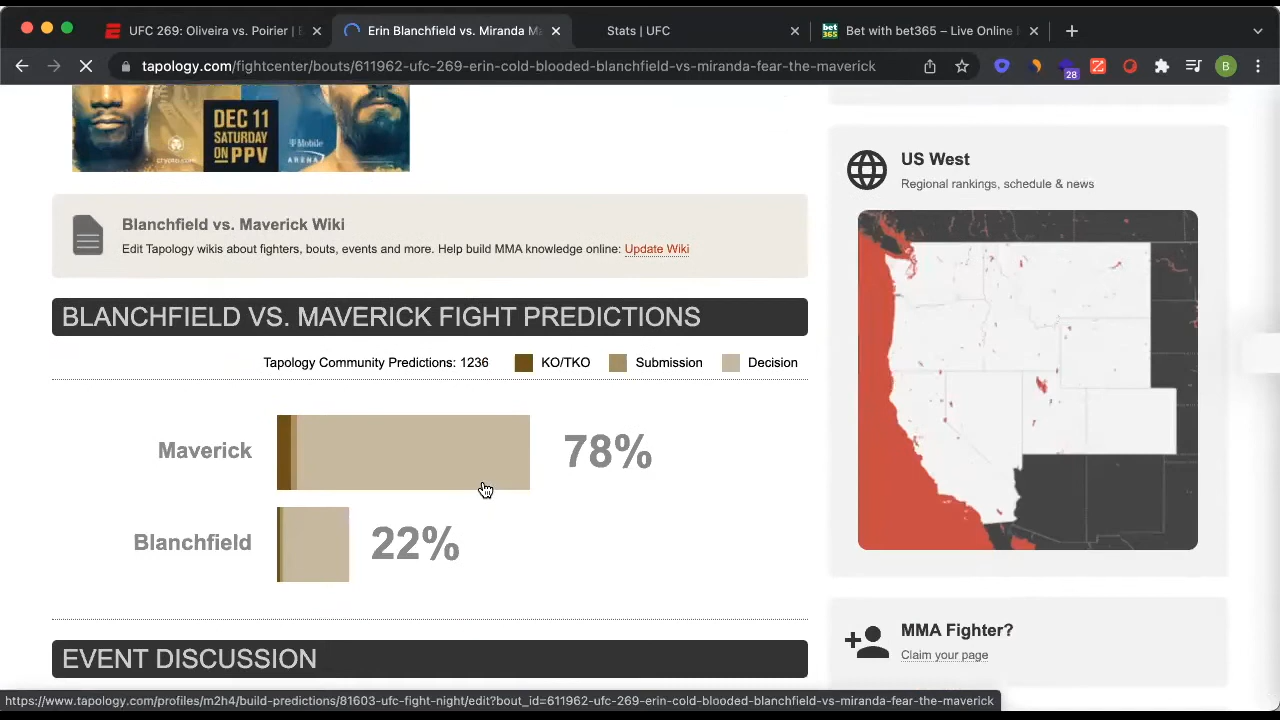 UFC 269: Oliveira vs. Poirier |
Erin Blanchfield vs. Miranda Ma
Stats | UFC
bet365
Bet with bet365 – Live Online
tapology.com/fightcenter/bouts/611962-ufc-269-erin-cold-blooded-blanchfield-vs-miranda-fear-the-maverick
28
B
DEC 11
SATURDAY
ON PPV
T Mobile
ARENA
US West
Regional rankings, schedule & news
Blanchfield vs. Maverick Wiki
Edit Tapology wikis about fighters, bouts, events and more. Help build MMA knowledge online: Update Wiki
BLANCHFIELD VS. MAVERICK FIGHT PREDICTIONS
Tapology Community Predictions: 1236 KO/TKO Submission Decision
Maverick 78%
Blanchfield 22%
MMA Fighter?
Claim your page
EVENT DISCUSSION
https://www.tapology.com/profiles/m2h4/build-predictions/81603-ufc-fight-night/edit?bout_id=611962-ufc-269-erin-cold-blooded-blanchfield-vs-miranda-fear-the-maverick